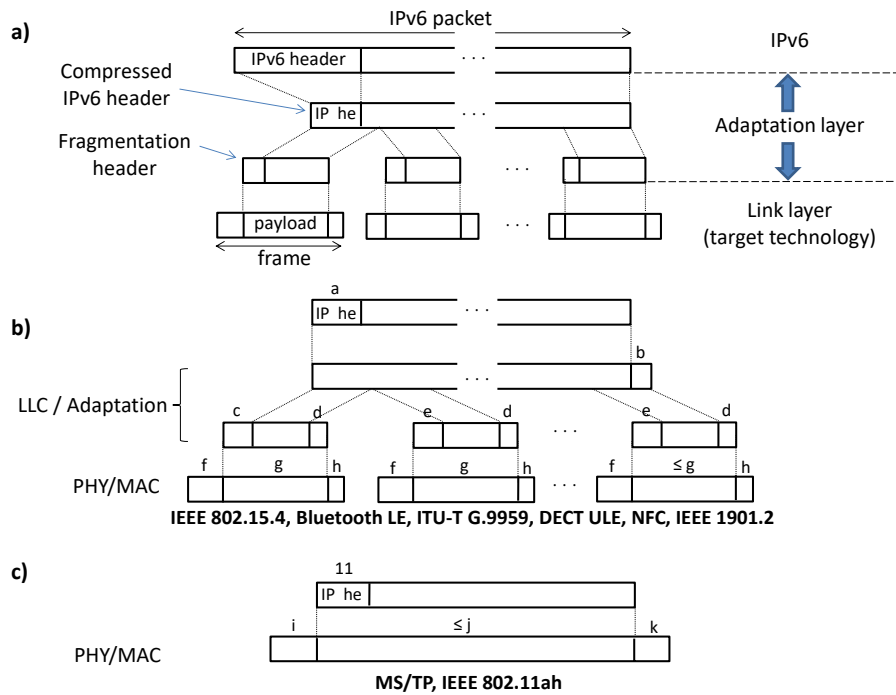 a)
IPv6 packet
IPv6
IPv6 header
. . .
Compressed
IPv6 header
IP he
. . .
Adaptation layer
Fragmentation
header
. . .
Link layer
(target technology)
payload
. . .
frame
b)
a
IP he
. . .
b
. . .
LLC / Adaptation
c
d
e
d
e
d
. . .
PHY/MAC
f
g
h
f
g
h
f
≤ g
h
. . .
IEEE 802.15.4, Bluetooth LE, ITU-T G.9959, DECT ULE, NFC, IEEE 1901.2
c)
11
IP he
PHY/MAC
i
≤ j
k
MS/TP, IEEE 802.11ah